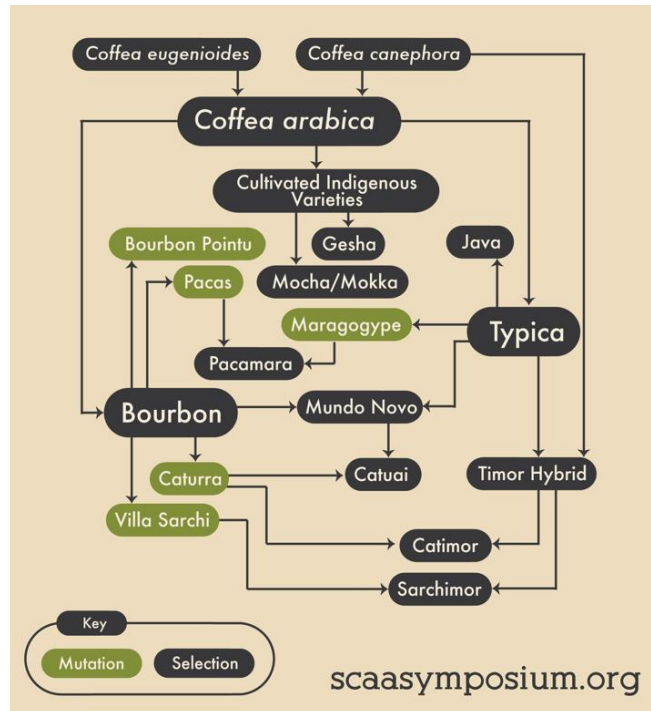 Coffea eugenioides
Coffea canephora
Coffea arabica
Cultivated Indigenous
Varieties
Bourbon Pointu
Gesha
Java
Pacas
Mocha/Mokka
Maragogype
Typica
Pacamara
Bourbon
Mundo Novo
Caturra
Catuai
Timor Hybrid
Villa Sarchi
Catimor
Sarchimor
Key
Mutation
Selection
scaasymposium.org